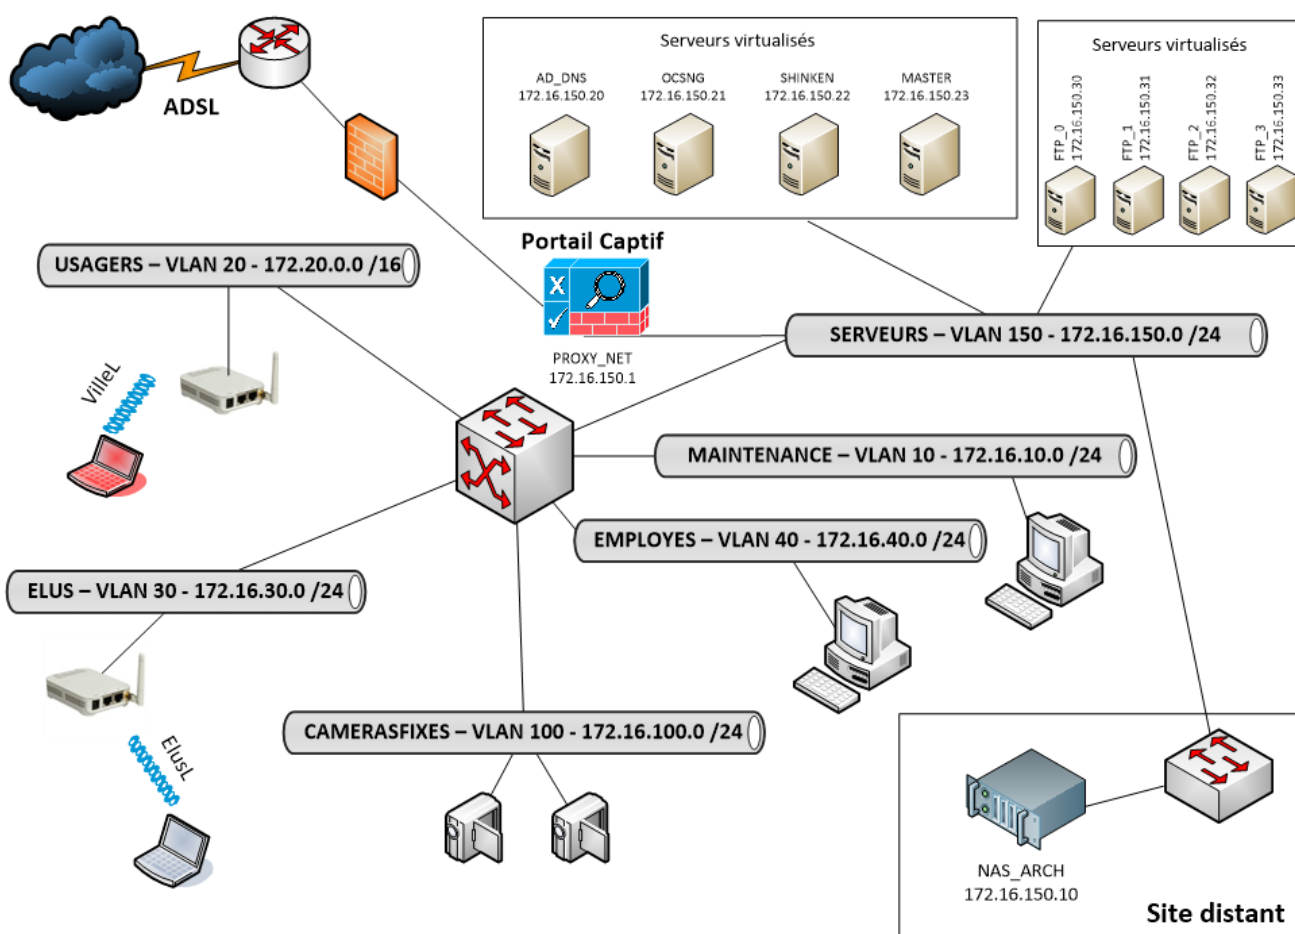 ADSL
Serveurs virtualisés
AD_DNS
172.16.150.20
OCSNG
172.16.150.21
SHINKEN
172.16.150.22
MASTER
172.16.150.23
Serveurs virtualisés
FTP_0
172.16.150.30
FTP_1
172.16.150.31
FTP_2
172.16.150.32
FTP_3
172.16.150.33
Portail Captif
PROXY_NET
172.16.150.1
USAGERS – VLAN 20 - 172.20.0.0 /16
SERVEURS – VLAN 150 - 172.16.150.0 /24
VilleL
MAINTENANCE – VLAN 10 - 172.16.10.0 /24
EMPLOYES – VLAN 40 - 172.16.40.0 /24
ELUS – VLAN 30 - 172.16.30.0 /24
CAMERASFIXES – VLAN 100 - 172.16.100.0 /24
ElusL
NAS_ARCH
172.16.150.10
Site distant